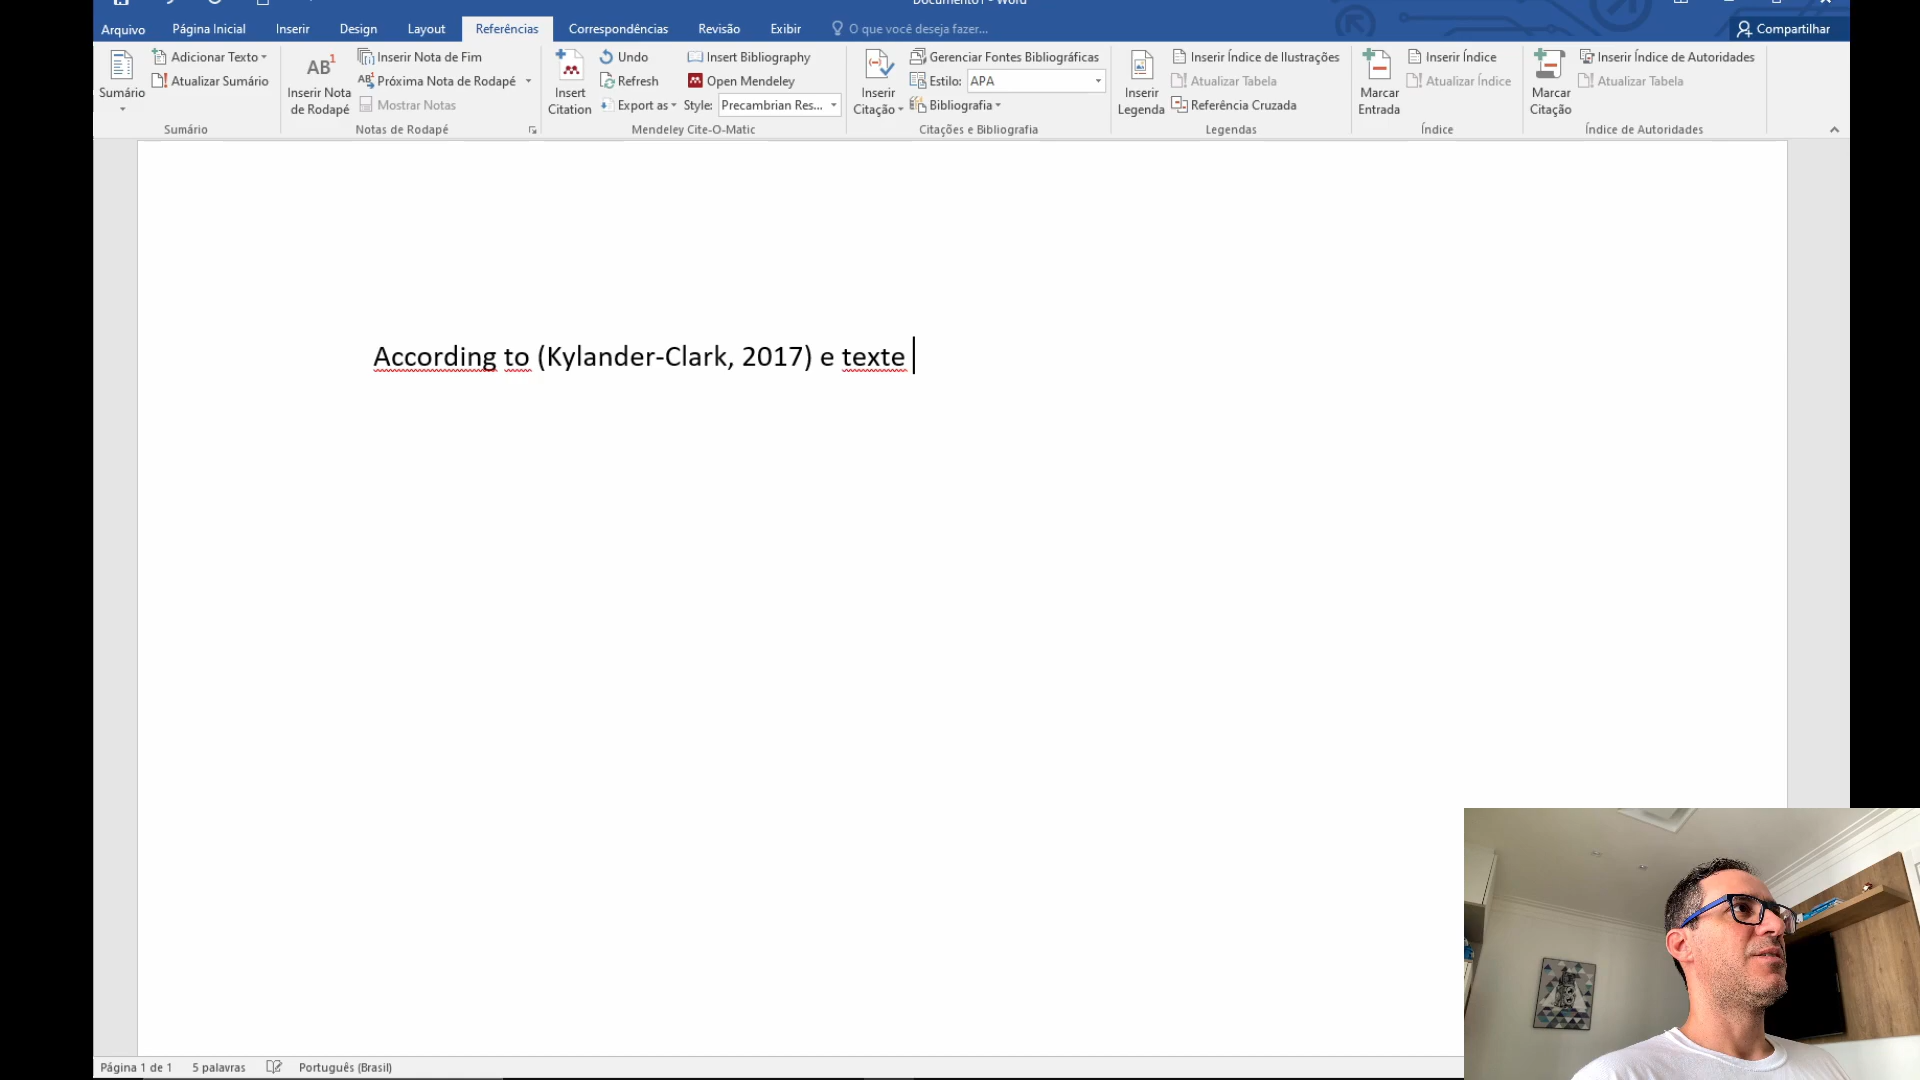 Documento1 - Word
Arquivo Página Inicial Inserir Design Layout Referências Correspondências Revisão Exibir O que você deseja fazer... Compartilhar
Sumário
Adicionar Texto
Atualizar Sumário
Sumário
AB1
Inserir Nota de Rodapé
Inserir Nota de Fim
Próxima Nota de Rodapé
Mostrar Notas
Notas de Rodapé
Insert Citation
Undo
Refresh
Export as
Insert Bibliography
Open Mendeley
Style: Precambrian Res...
Mendeley Cite-O-Matic
Inserir Citação
Gerenciar Fontes Bibliográficas
Estilo: APA
Bibliografia
Citações e Bibliografia
Inserir Legenda
Inserir Índice de Ilustrações
Atualizar Tabela
Referência Cruzada
Legendas
Marcar Entrada
Inserir Índice
Atualizar Índice
Índice
Marcar Citação
Inserir Índice de Autoridades
Atualizar Tabela
Índice de Autoridades
According to (Kylander-Clark, 2017) e texte
Página 1 de 1 5 palavras Português (Brasil)